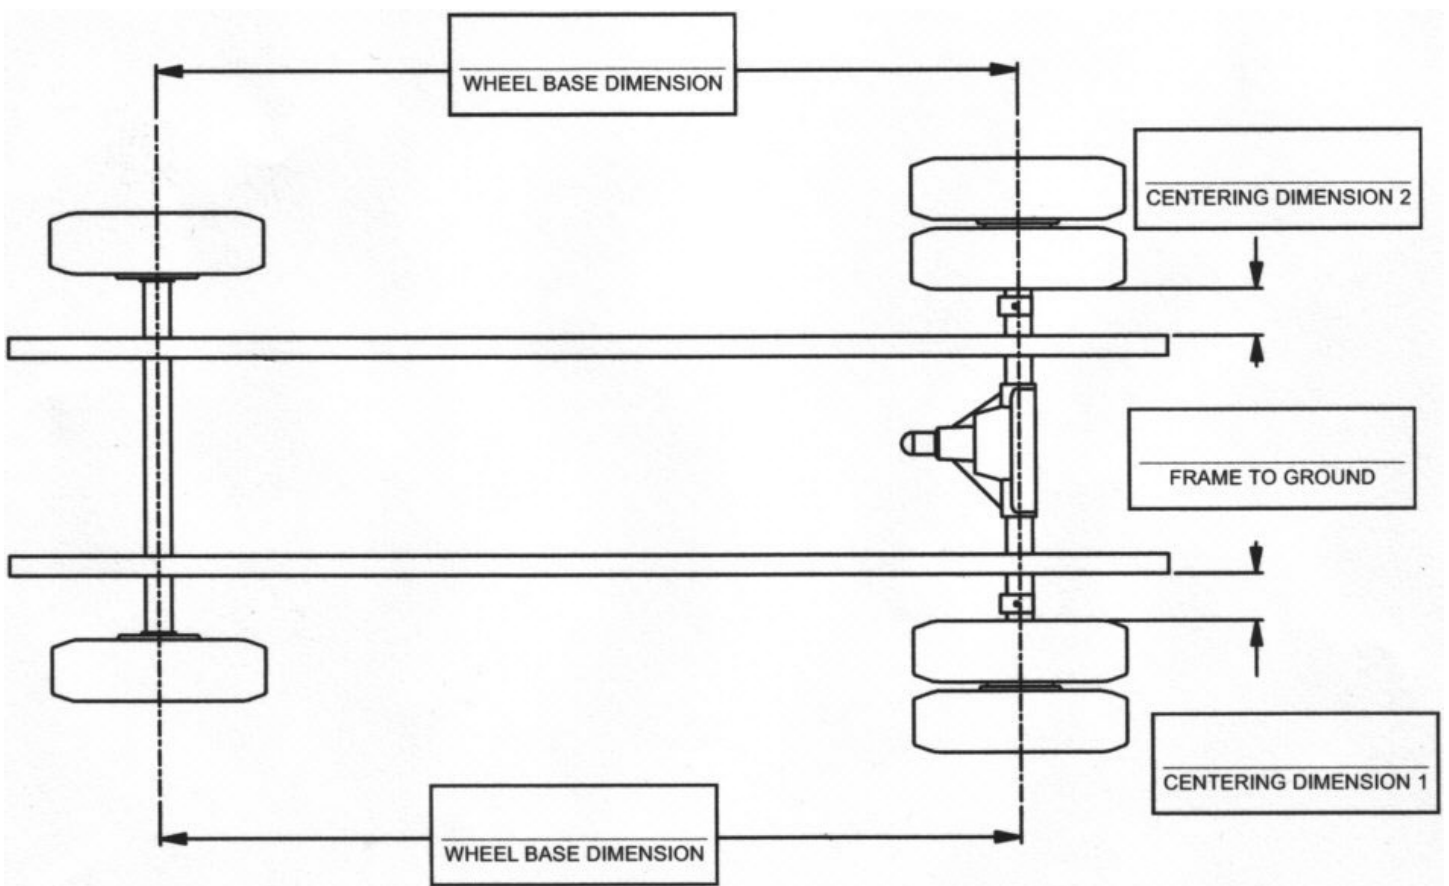 WHEEL BASE DIMENSION
CENTERING DIMENSION 2
FRAME TO GROUND
CENTERING DIMENSION 1
WHEEL BASE DIMENSION